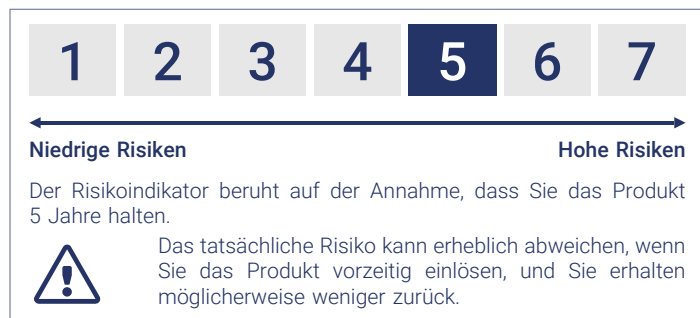 1 2 3 4 5 6 7
Niedrige Risiken Hohe Risiken
Der Risikoindikator beruht auf der Annahme, dass Sie das Produkt
5 Jahre halten.
Das tatsächliche Risiko kann erheblich abweichen, wenn
Sie das Produkt vorzeitig einlösen, und Sie erhalten
möglicherweise weniger zurück.